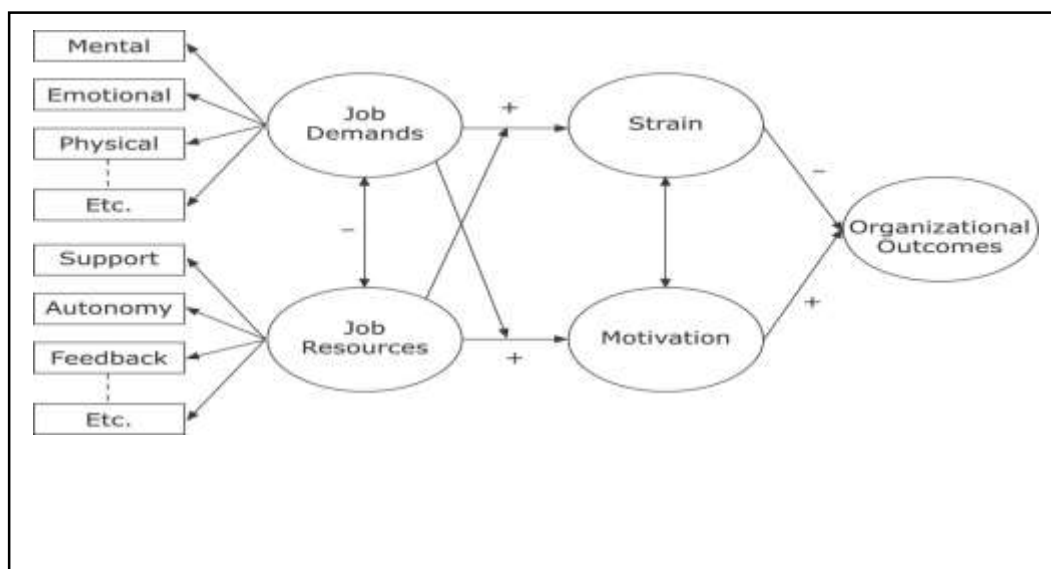 Mental
Emotional
Physical
Etc.
Support
Autonomy
Feedback
Etc.
Job
Demands
Job
Resources
+
Strain
−
+
Motivation
−
+
Organizational
Outcomes